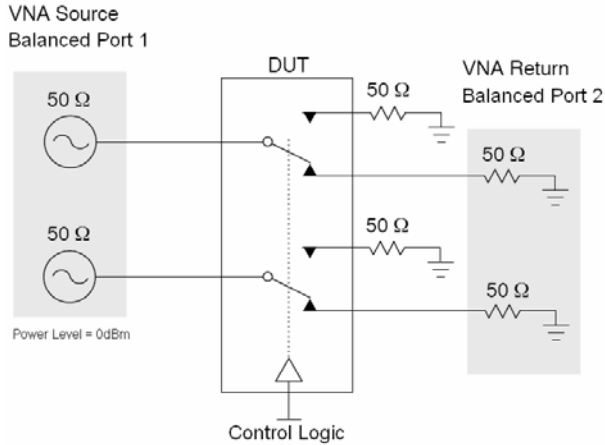 VNA Source
Balanced Port 1
DUT
50 Ω
VNA Return
Balanced Port 2
50 Ω
50 Ω
50 Ω
50 Ω
50 Ω
Power Level = 0dBm
Control Logic